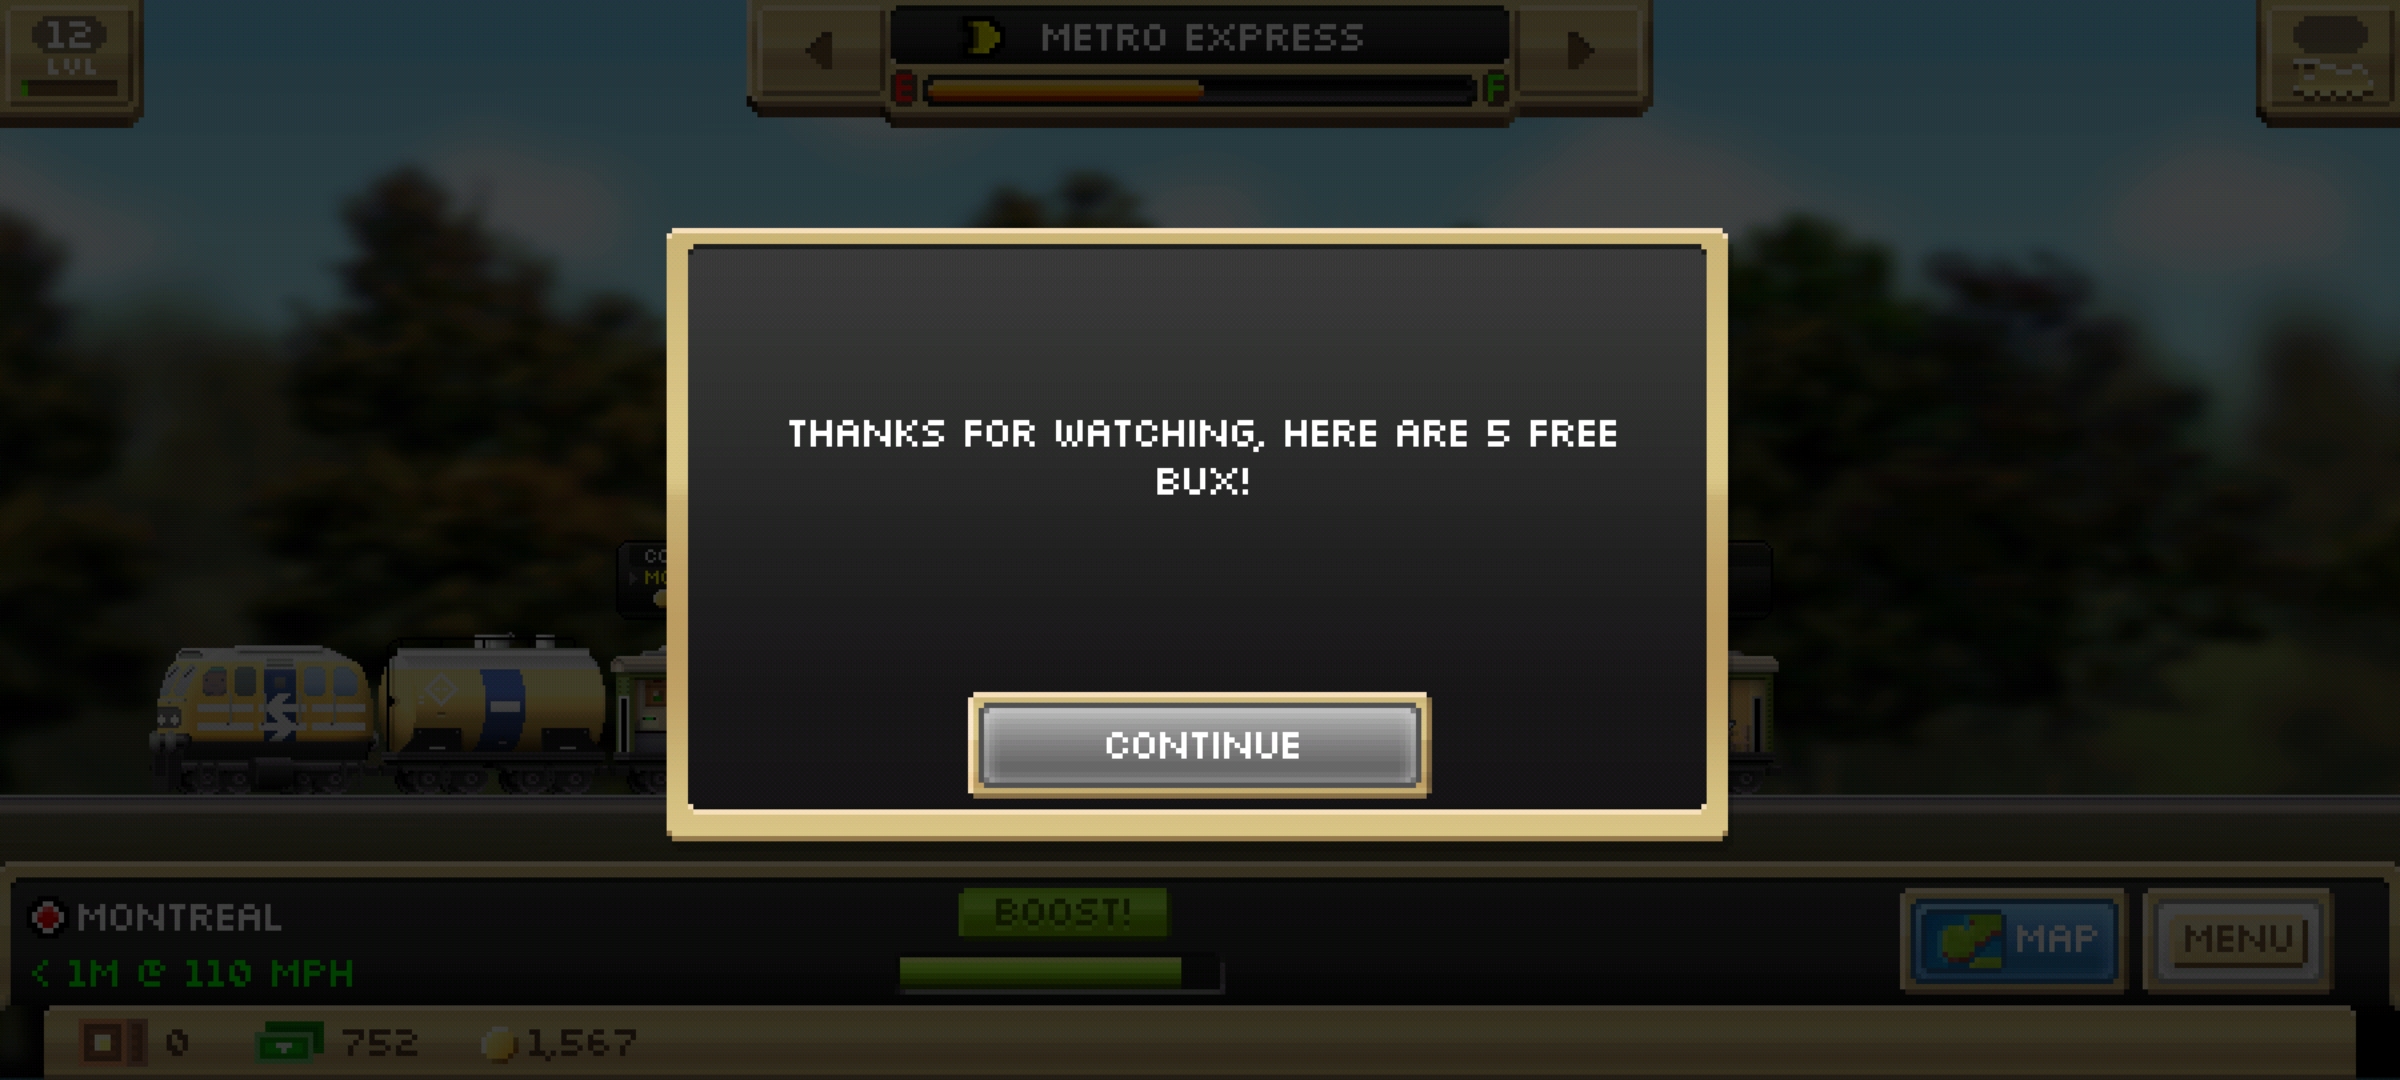 12
LVL
METRO EXPRESS
E F
THANKS FOR WATCHING, HERE ARE 5 FREE
BUX!
CONTINUE
MONTREAL
< 1M @ 110 MPH
BOOST!
MAP
MENU
0
752
1,567